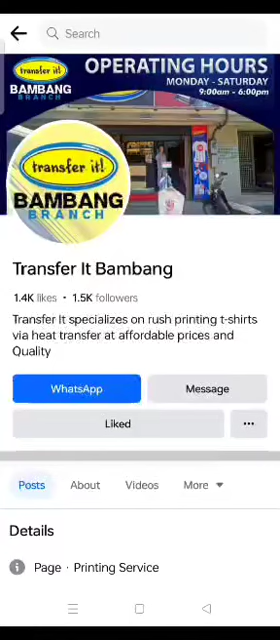 Search
transfer it!
BAMBANG
BRANCH
OPERATING HOURS
MONDAY - SATURDAY
9:00am - 6:00pm
transfer it!
BAMBANG
BRANCH
Transfer It Bambang
1.4K likes • 1.5K followers
Transfer It specializes on rush printing t-shirts
via heat transfer at affordable prices and
Quality
WhatsApp
Message
Liked
Posts
About
Videos
More
Details
Page · Printing Service